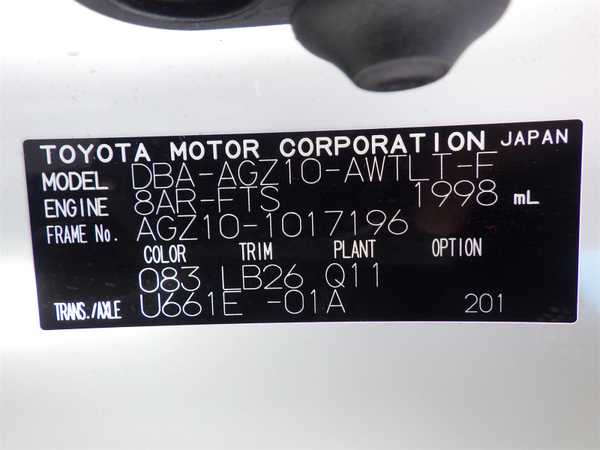 TOYOTA MOTOR CORPORATION JAPAN
MODEL DBA-AGZ10-AWTLT-F
ENGINE 8AR-FTS 1998 mL
FRAME No. AGZ10-1017196
COLOR TRIM PLANT OPTION
083 LB26 Q11
TRANS./AXLE U661E -01A 201